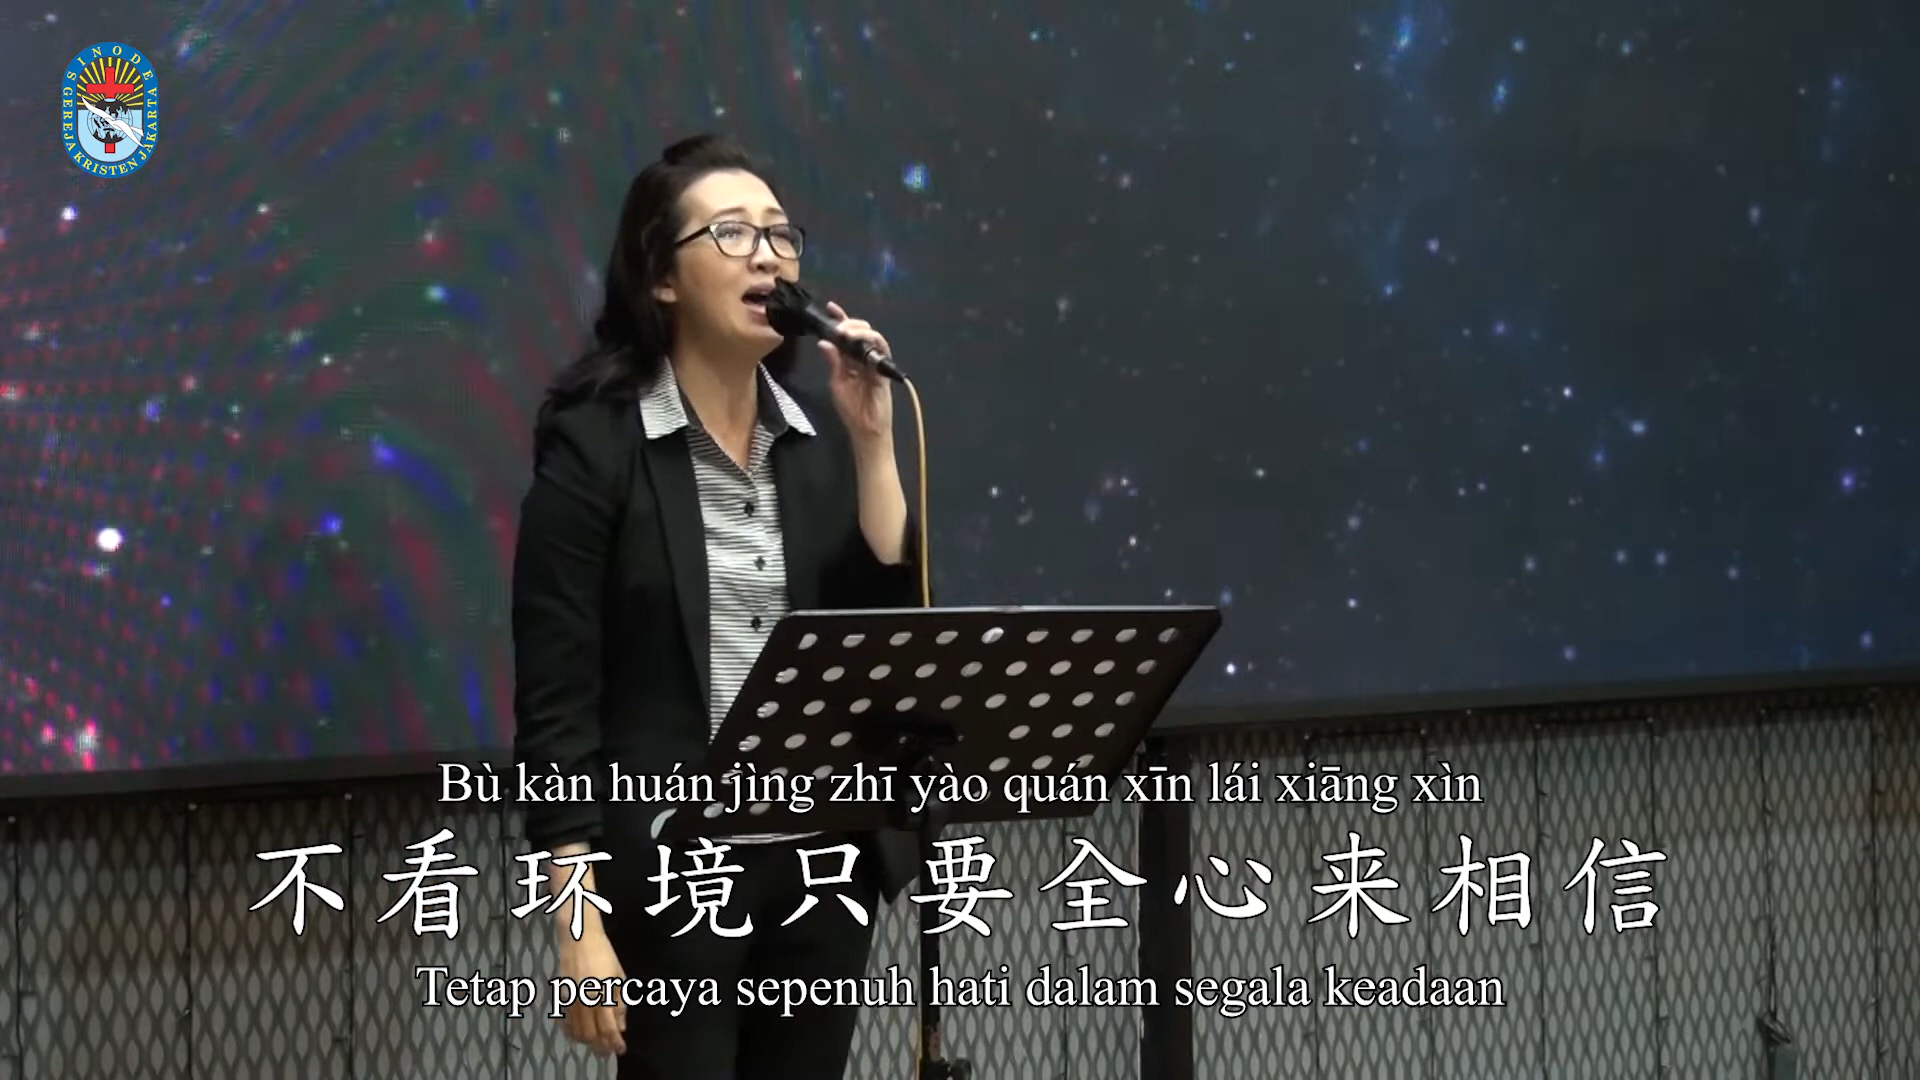 SINODE
GEREJA KRISTEN JAKARTA
Bù kàn huán jìng zhī yào quán xīn lái xiāng xìn
不看环境只要全心来相信
Tetap percaya sepenuh hati dalam segala keadaan